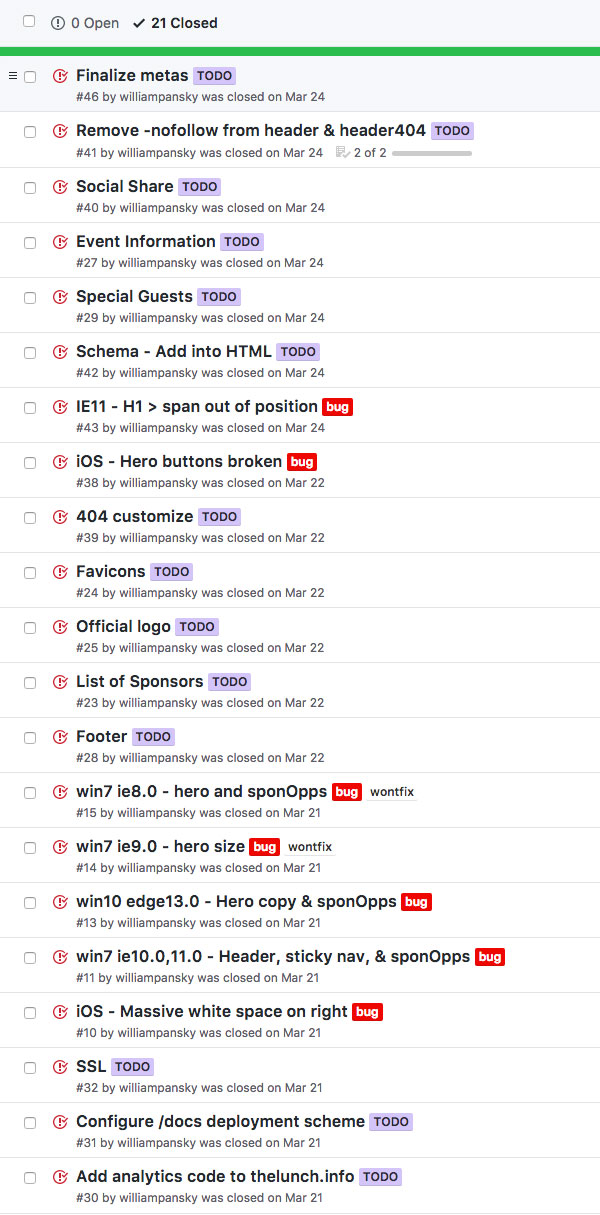 0 Open 21 Closed
Finalize metas TODO
#46 by williampansky was closed on Mar 24
Remove -nofollow from header & header404 TODO
#41 by williampansky was closed on Mar 24 2 of 2
Social Share TODO
#40 by williampansky was closed on Mar 24
Event Information TODO
#27 by williampansky was closed on Mar 24
Special Guests TODO
#29 by williampansky was closed on Mar 24
Schema - Add into HTML TODO
#42 by williampansky was closed on Mar 24
IE11 - H1 > span out of position bug
#43 by williampansky was closed on Mar 24
iOS - Hero buttons broken bug
#38 by williampansky was closed on Mar 22
404 customize TODO
#39 by williampansky was closed on Mar 22
Favicons TODO
#24 by williampansky was closed on Mar 22
Official logo TODO
#25 by williampansky was closed on Mar 22
List of Sponsors TODO
#23 by williampansky was closed on Mar 22
Footer TODO
#28 by williampansky was closed on Mar 22
win7 ie8.0 - hero and sponOpps bug wontfix
#15 by williampansky was closed on Mar 21
win7 ie9.0 - hero size bug wontfix
#14 by williampansky was closed on Mar 21
win10 edge13.0 - Hero copy & sponOpps bug
#13 by williampansky was closed on Mar 21
win7 ie10.0,11.0 - Header, sticky nav, & sponOpps bug
#11 by williampansky was closed on Mar 21
iOS - Massive white space on right bug
#10 by williampansky was closed on Mar 21
SSL TODO
#32 by williampansky was closed on Mar 21
Configure /docs deployment scheme TODO
#31 by williampansky was closed on Mar 21
Add analytics code to thelunch.info TODO
#30 by williampansky was closed on Mar 21